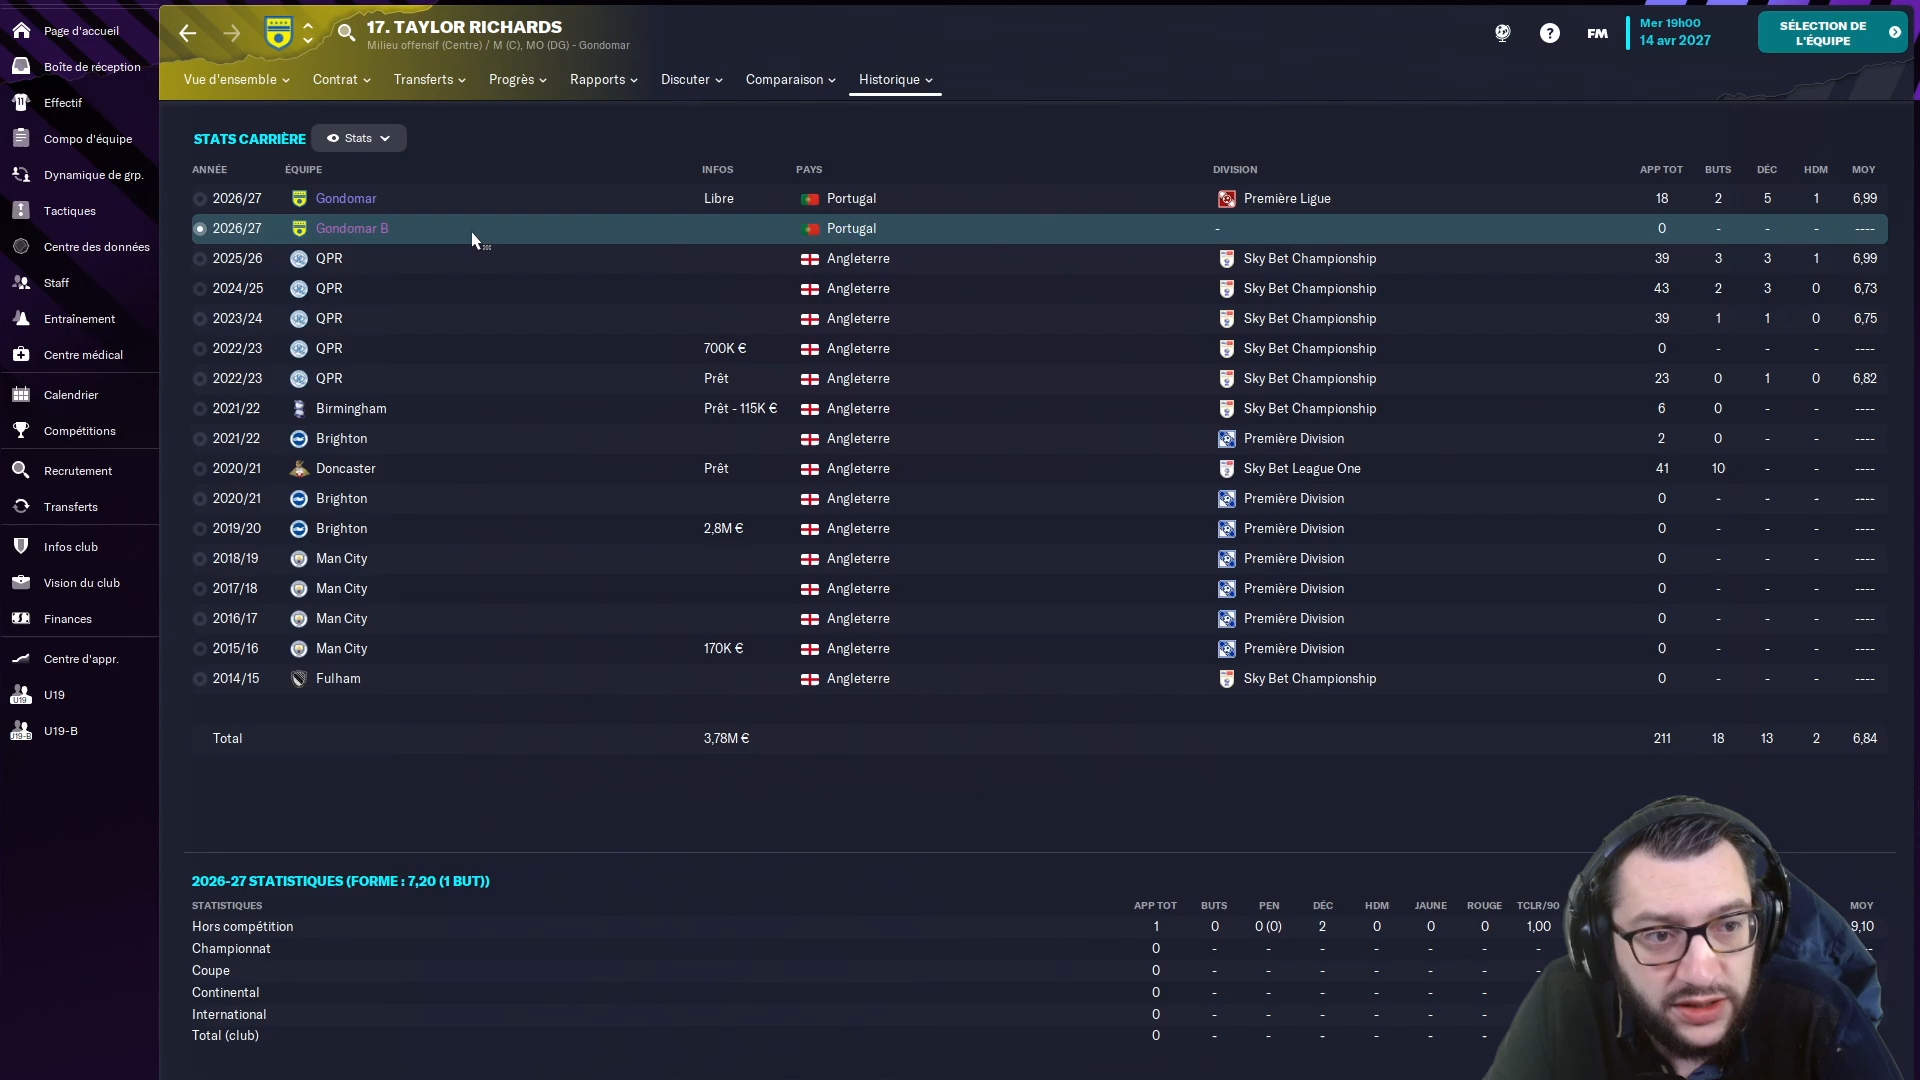 Page d'accueil
Boîte de réception
Effectif
Compo d'équipe
Dynamique de grp.
Tactiques
Centre des données
Staff
Entraînement
Centre médical
Calendrier
Compétitions
Recrutement
Transferts
Infos club
Vision du club
Finances
Centre d'appr.
U19
U19-B
17. TAYLOR RICHARDS
Milieu offensif (Centre) / M (C), MO (DG) - Gondomar
FM
Mer 19h00
14 avr 2027
SÉLECTION DE
L'ÉQUIPE
Vue d'ensemble Contrat Transferts Progrès Rapports Discuter Comparaison Historique
STATS CARRIÈRE Stats
ANNÉE ÉQUIPE INFOS PAYS DIVISION APP TOT BUTS DÉC HDM MOY
2026/27 Gondomar Libre Portugal Première Ligue 18 2 5 1 6,99
2026/27 Gondomar B Portugal - 0 - - - ----
2025/26 QPR Angleterre Sky Bet Championship 39 3 3 1 6,99
2024/25 QPR Angleterre Sky Bet Championship 43 2 3 0 6,73
2023/24 QPR Angleterre Sky Bet Championship 39 1 1 0 6,75
2022/23 QPR 700K € Angleterre Sky Bet Championship 0 - - - ----
2022/23 QPR Prêt Angleterre Sky Bet Championship 23 0 1 0 6,82
2021/22 Birmingham Prêt - 115K € Angleterre Sky Bet Championship 6 0 - - ----
2021/22 Brighton Angleterre Première Division 2 0 - - ----
2020/21 Doncaster Prêt Angleterre Sky Bet League One 41 10 - - ----
2020/21 Brighton Angleterre Première Division 0 - - - ----
2019/20 Brighton 2,8M € Angleterre Première Division 0 - - - ----
2018/19 Man City Angleterre Première Division 0 - - - ----
2017/18 Man City Angleterre Première Division 0 - - - ----
2016/17 Man City Angleterre Première Division 0 - - - ----
2015/16 Man City 170K € Angleterre Première Division 0 - - - ----
2014/15 Fulham Angleterre Sky Bet Championship 0 - - - ----
Total 3,78M € 211 18 13 2 6,84
2026-27 STATISTIQUES (FORME : 7,20 (1 BUT))
STATISTIQUES APP TOT BUTS PEN DÉC HDM JAUNE ROUGE TCLR/90 MOY
Hors compétition 1 0 0 (0) 2 0 0 0 1,00 9,10
Championnat 0 - - - - - - -
Coupe 0 - - - - - - -
Continental 0 - - - - - -
International 0 - - - - - -
Total (club) 0 - - - - - -